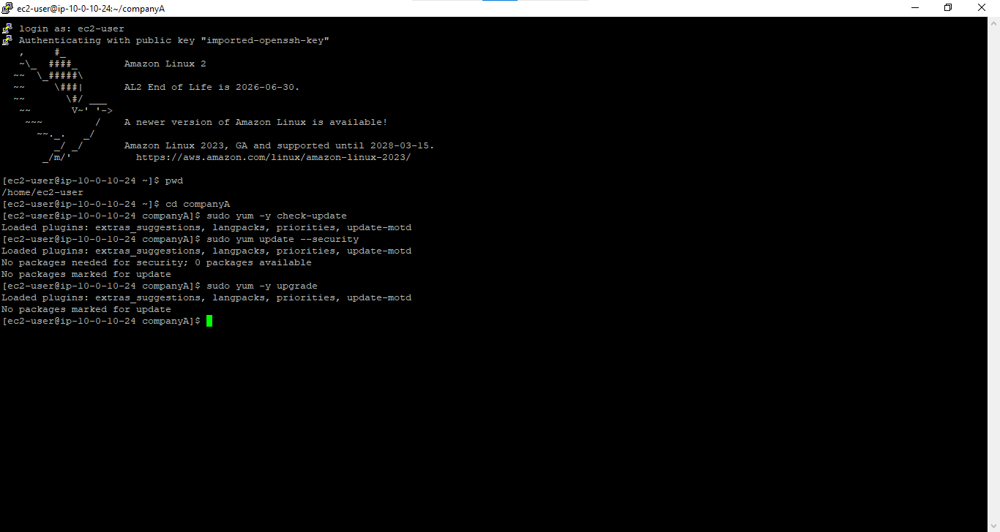 ec2-user@ip-10-0-10-24:~/companyA
login as: ec2-user
Authenticating with public key "imported-openssh-key"
   ,     #_
   ~\_  ####_        Amazon Linux 2
  ~~  \_#####\
  ~~     \###|       AL2 End of Life is 2026-06-30.
  ~~       \#/ ___
   ~~       V~' '->
    ~~~         /    A newer version of Amazon Linux is available!
      ~~._.   _/
         _/ _/       Amazon Linux 2023, GA and supported until 2028-03-15.
       _/m/'           https://aws.amazon.com/linux/amazon-linux-2023/
[ec2-user@ip-10-0-10-24 ~]$ pwd
/home/ec2-user
[ec2-user@ip-10-0-10-24 ~]$ cd companyA
[ec2-user@ip-10-0-10-24 companyA]$ sudo yum -y check-update
Loaded plugins: extras_suggestions, langpacks, priorities, update-motd
[ec2-user@ip-10-0-10-24 companyA]$ sudo yum update --security
Loaded plugins: extras_suggestions, langpacks, priorities, update-motd
No packages needed for security; 0 packages available
No packages marked for update
[ec2-user@ip-10-0-10-24 companyA]$ sudo yum -y upgrade
Loaded plugins: extras_suggestions, langpacks, priorities, update-motd
No packages marked for update
[ec2-user@ip-10-0-10-24 companyA]$